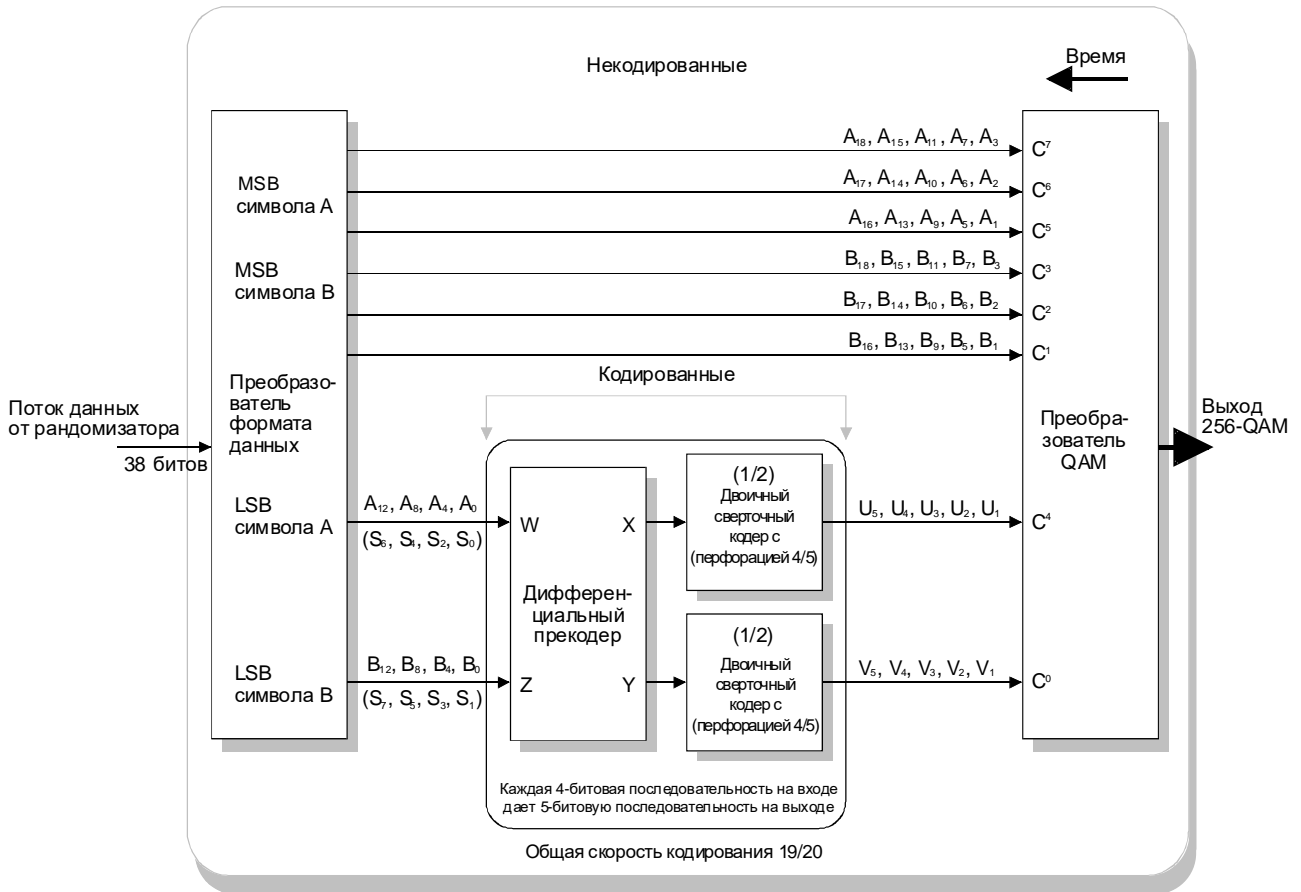 Некодированные
Время
A₁₈, A₁₅, A₁₁, A₇, A₃
C⁷
MSB
символа A
A₁₇, A₁₄, A₁₀, A₆, A₂
C⁶
A₁₆, A₁₃, A₉, A₅, A₁
C⁵
MSB
символа B
B₁₈, B₁₅, B₁₁, B₇, B₃
C³
B₁₇, B₁₄, B₁₀, B₆, B₂
C²
B₁₆, B₁₃, B₉, B₅, B₁
C¹
Кодированные
Поток данных
от рандомизатора
38 битов
Преобразо-
ватель
формата
данных
Преобра-
зователь
QAM
Выход
256-QAM
LSB
символа A
A₁₂, A₈, A₄, A₀
(S₆, S₄, S₂, S₀)
W
X
(1/2)
Двоичный
сверточный
кодер с
(перфорацией 4/5)
U₅, U₄, U₃, U₂, U₁
C⁴
Дифферен-
циальный
прекодер
LSB
символа B
B₁₂, B₈, B₄, B₀
(S₇, S₅, S₃, S₁)
Z
Y
(1/2)
Двоичный
сверточный
кодер с
(перфорацией 4/5)
V₅, V₄, V₃, V₂, V₁
C⁰
Каждая 4-битовая последовательность на входе
дает 5-битовую последовательность на выходе
Общая скорость кодирования 19/20